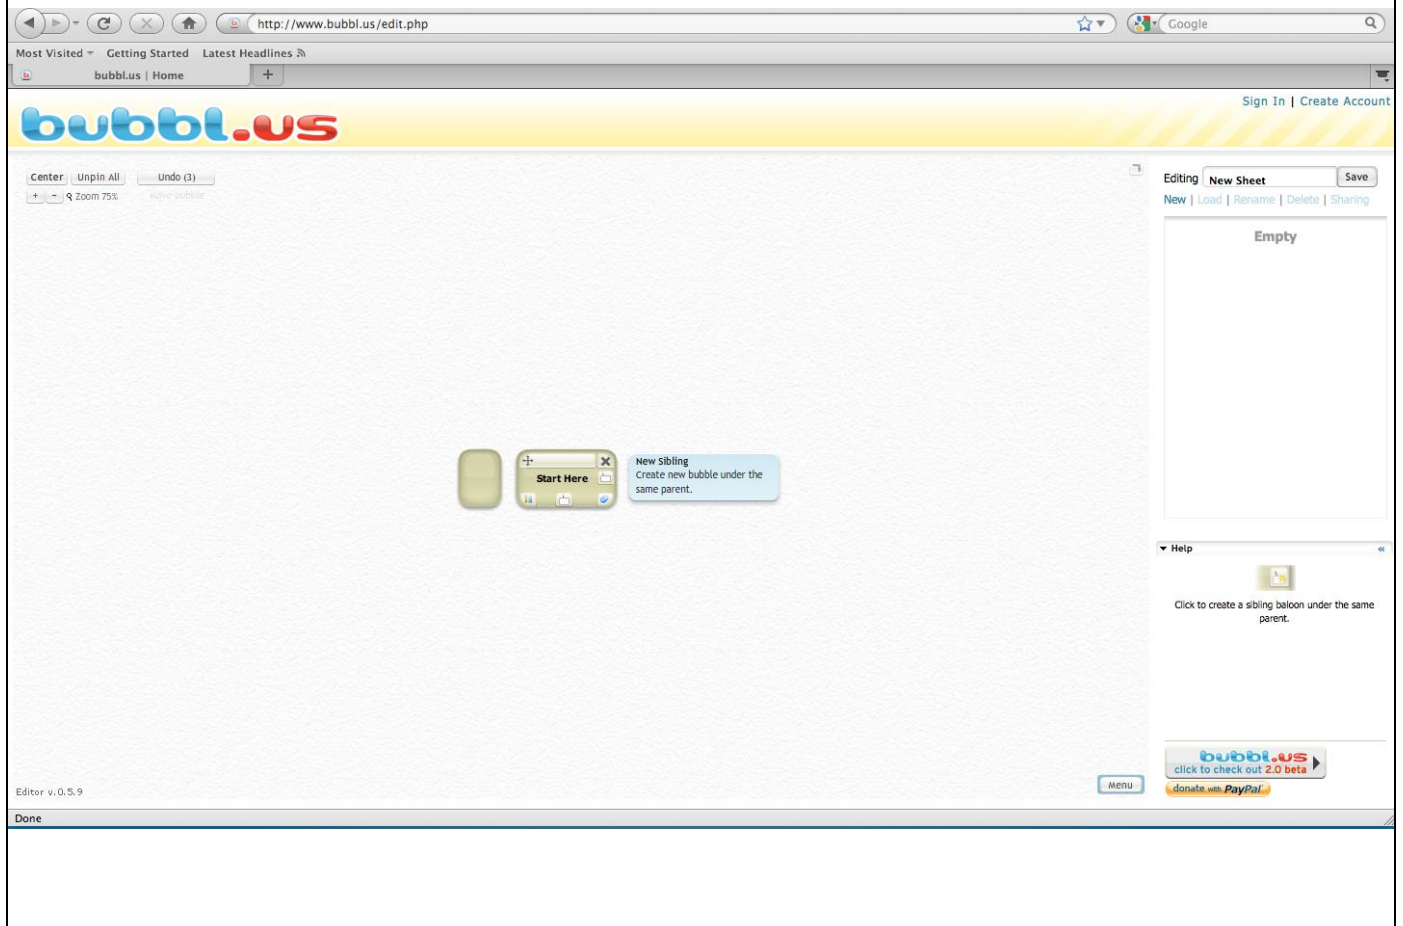 http://www.bubbl.us/edit.php
Google
Most Visited Getting Started Latest Headlines
bubbl.us | Home
+
Sign In | Create Account
bubbl.us
Center Unpin All Undo (3)
+ - Zoom 75% Move bubble
Editing New Sheet Save
New | Load | Rename | Delete | Sharing
Empty
Start Here
New Sibling
Create new bubble under the
same parent.
Help
Click to create a sibling baloon under the same
parent.
bubbl.us
click to check out 2.0 beta
donate with PayPal
Menu
Editor v.0.5.9
Done